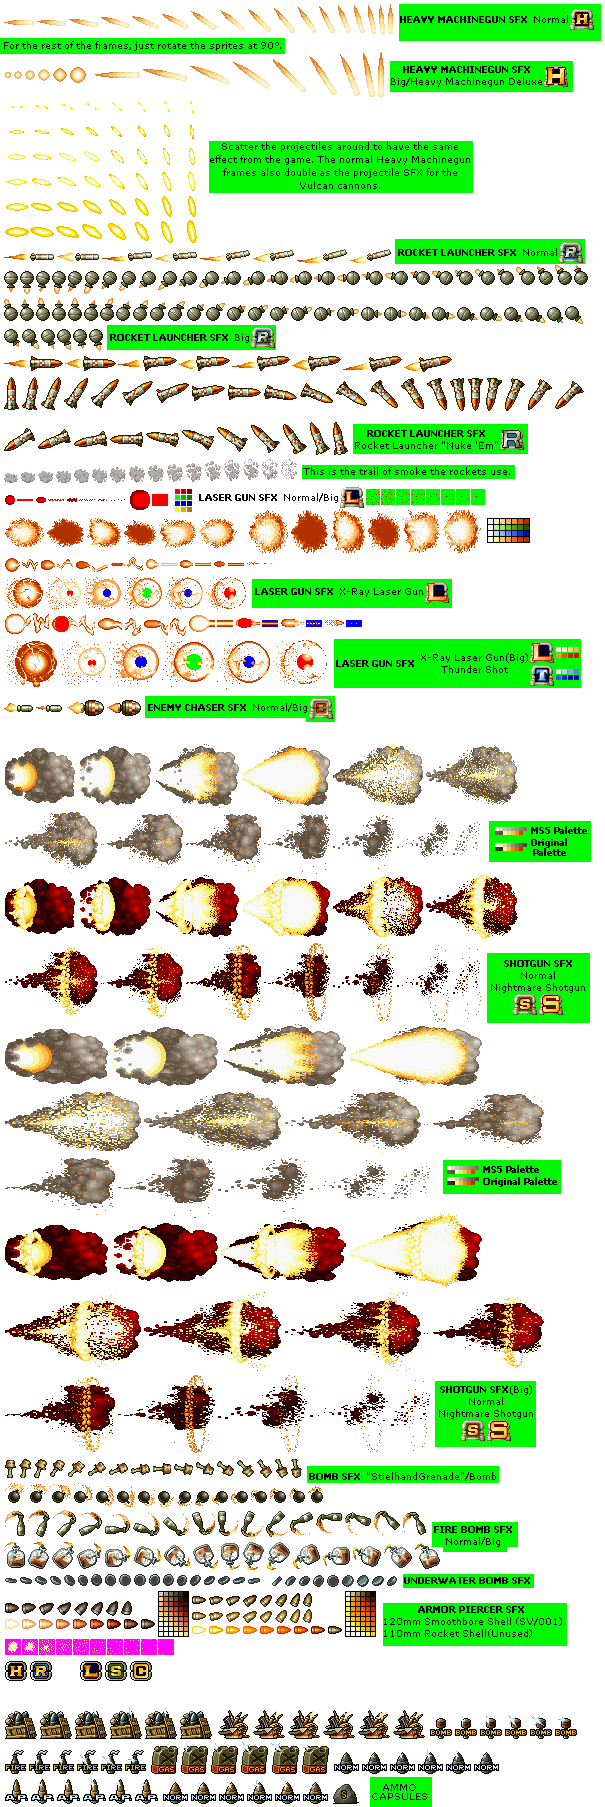 HEAVY MACHINEGUN SFX Normal H
For the rest of the frames, just rotate the sprites at 90º.
HEAVY MACHINEGUN SFX
Big/Heavy Machinegun Deluxe H
Scatter the projectiles around to have the same
effect from the game. The normal Heavy Machinegun
frames also double as the projectile SFX for the
Vulcan cannons.
ROCKET LAUNCHER SFX Normal R
ROCKET LAUNCHER SFX Big R
ROCKET LAUNCHER SFX
Rocket Launcher "Nuke 'Em" R
This is the trail of smoke the rockets use.
LASER GUN SFX Normal/Big L
LASER GUN SFX X-Ray Laser Gun L
LASER GUN SFX X-Ray Laser Gun(Big) L
Thunder Shot T
ENEMY CHASER SFX Normal/Big C
MS5 Palette
Original
Palette
SHOTGUN SFX
Normal
Nightmare Shotgun
S S
MS5 Palette
Original Palette
SHOTGUN SFX(Big)
Normal
Nightmare Shotgun
S S
BOMB SFX "StielhandGrenade"/Bomb
FIRE BOMB SFX
Normal/Big
UNDERWATER BOMB SFX
ARMOR PIERCER SFX
120mm Smoothbore Shell (SV/001)
110mm Rocket Shell(Unused)
H R L S C
BOMB BOMB BOMB BOMB BOMB BOMB
FIRE FIRE FIRE FIRE FIRE FIRE GAS GAS GAS GAS GAS GAS NORM NORM NORM NORM NORM NORM
A.P. A.P. A.P. A.P. A.P. A.P. NORM NORM NORM NORM NORM NORM S
AMMO
CAPSULES